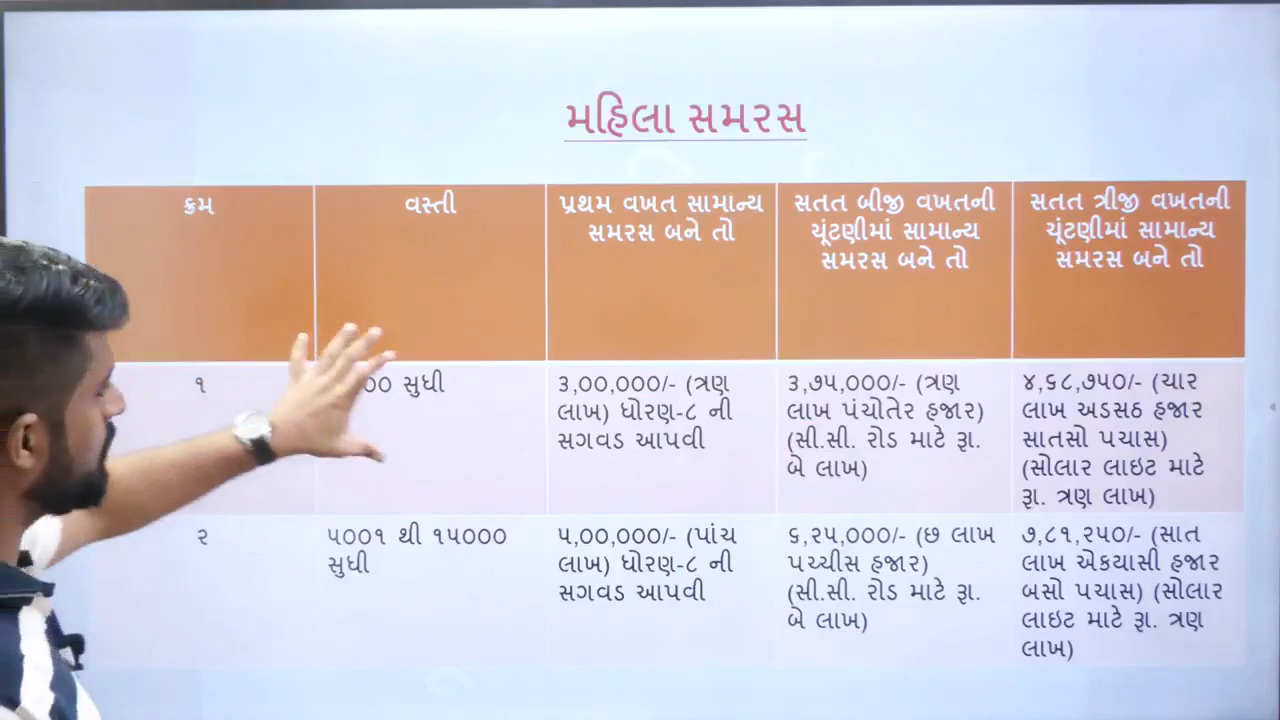 મહિલા સમરસ
ક્રમ
વસ્તી
પ્રથમ વખત સામાન્ય
સમરસ બને તો
સતત બીજી વખતની
ચૂંટણીમાં સામાન્ય
સમરસ બને તો
સતત ત્રીજી વખતની
ચૂંટણીમાં સામાન્ય
સમરસ બને તો
૧
સુધી
૩,૦૦,૦૦૦/- (ત્રણ
લાખ) ધોરણ-૮ ની
સગવડ આપવી
૩,૭૫,૦૦૦/- (ત્રણ
લાખ પંચોતેર હજાર)
(સી.સી. રોડ માટે રૂા.
બે લાખ)
૪,૬૮,૭૫૦/- (ચાર
લાખ અડસઠ હજાર
સાતસો પચાસ)
(સોલાર લાઇટ માટે
રૂા. ત્રણ લાખ)
૨
૫૦૦૧ થી ૧૫૦૦૦
સુધી
૫,૦૦,૦૦૦/- (પાંચ
લાખ) ધોરણ-૮ ની
સગવડ આપવી
૬,૨૫,૦૦૦/- (છ લાખ
પચ્ચીસ હજાર)
(સી.સી. રોડ માટે રૂા.
બે લાખ)
૭,૮૧,૨૫૦/- (સાત
લાખ એકયાસી હજાર
બસો પચાસ) (સોલાર
લાઇટ માટે રૂા. ત્રણ
લાખ)